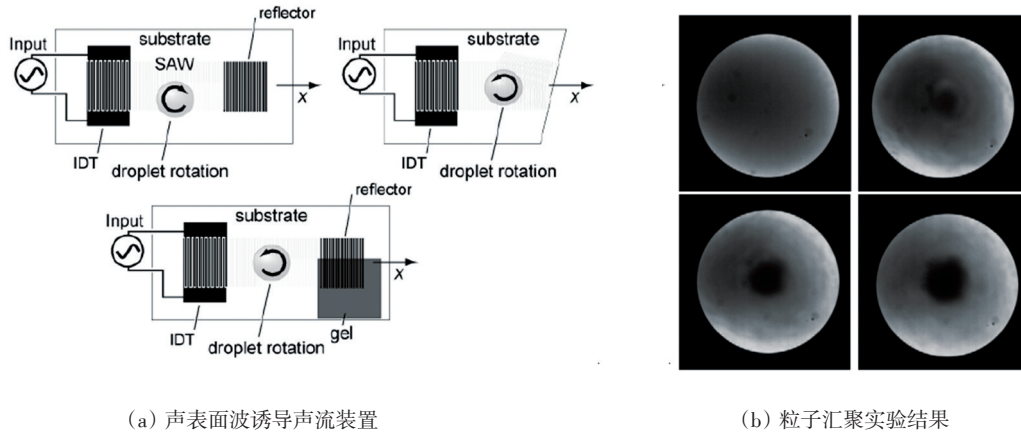 reflector
Input
substrate
SAW
x
IDT
droplet rotation
Input
substrate
x
IDT
droplet rotation
reflector
Input
substrate
x
IDT
droplet rotation
gel
(a) 声表面波诱导声流装置
(b) 粒子汇聚实验结果